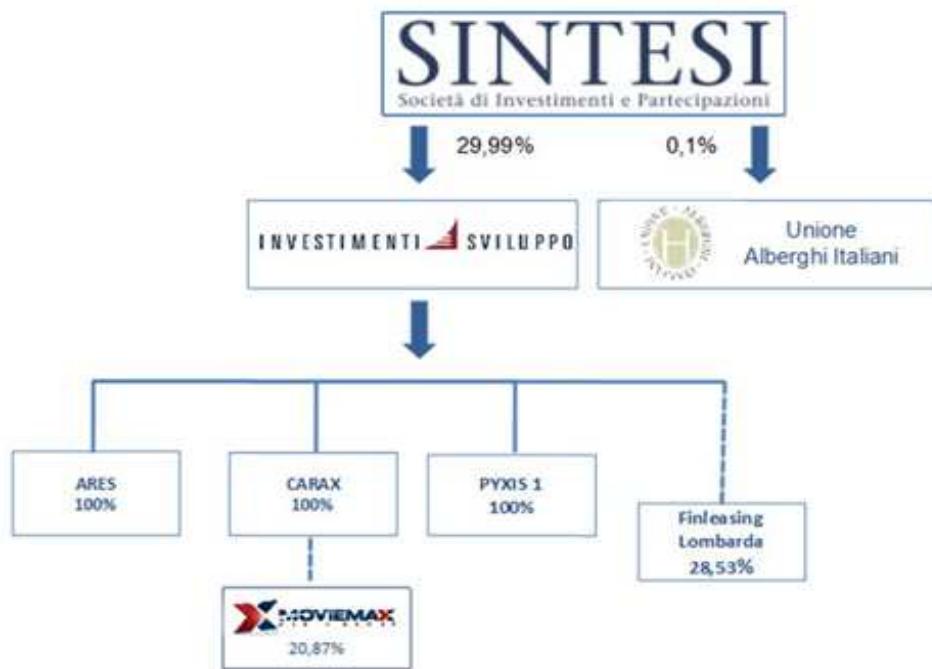 SINTESI
Società di Investimenti e Partecipazioni
29,99%
0,1%
INVESTIMENTI SVILUPPO
Unione
Alberghi Italiani
ARES
100%
CARAX
100%
PYXIS 1
100%
Finleasing
Lombarda
28,53%
MOVIEMAX
20,87%